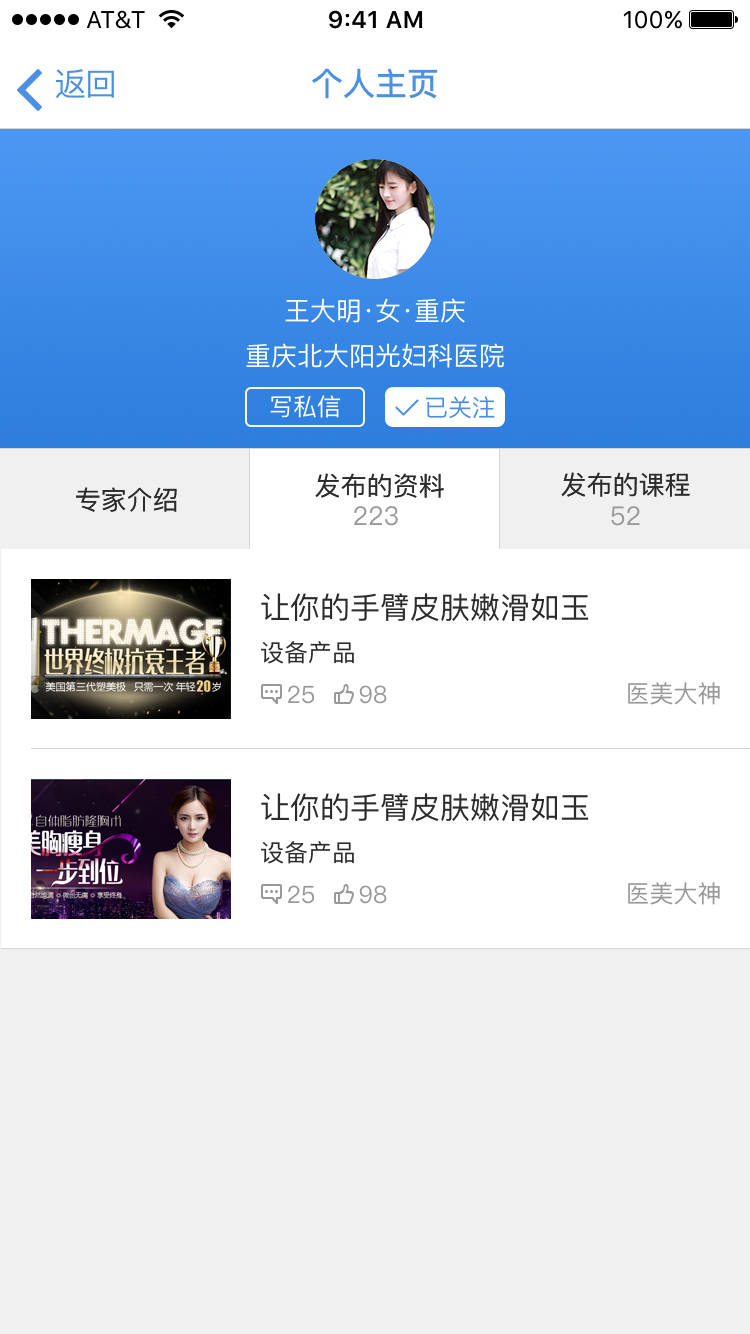 AT&T 9:41 AM 100%
返回 个人主页
王大明·女·重庆
重庆北大阳光妇科医院
写私信 已关注
专家介绍 发布的资料 发布的课程
223 52
THERMAGE
世界终极抗衰王者
美国第三代塑美极 只需一次 年轻20岁
让你的手臂皮肤嫩滑如玉
设备产品
25 98 医美大神
自体脂肪隆胸术
美胸瘦身
一步到位
让你的手臂皮肤嫩滑如玉
设备产品
25 98 医美大神